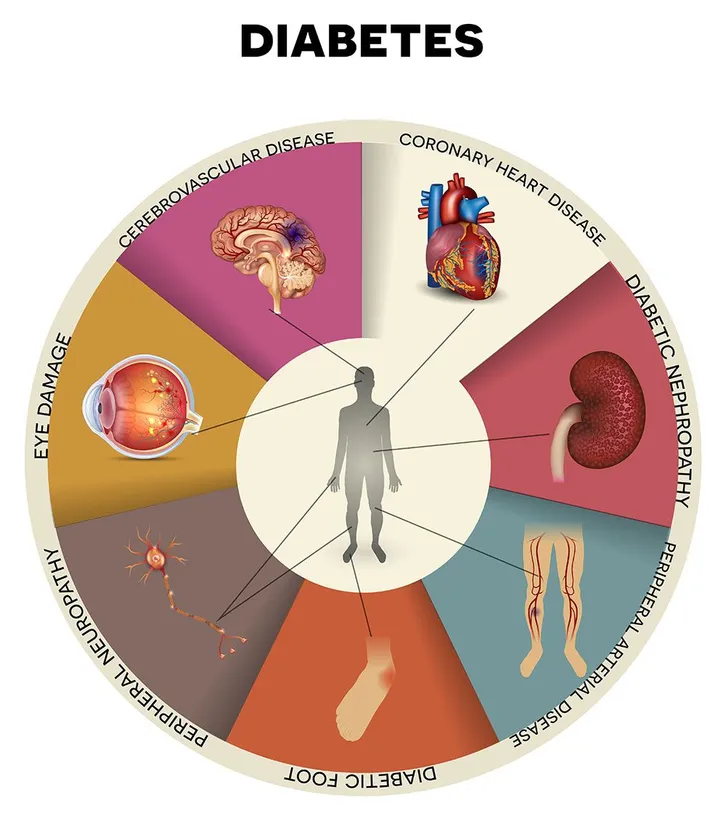 DIABETES
CORONARY HEART DISEASE
DIABETIC NEPHROPATHY
PERIPHERAL ARTERIAL DISEASE
DIABETIC FOOT
PERIPHERAL NEUROPATHY
EYE DAMAGE
CEREBROVASCULAR DISEASE